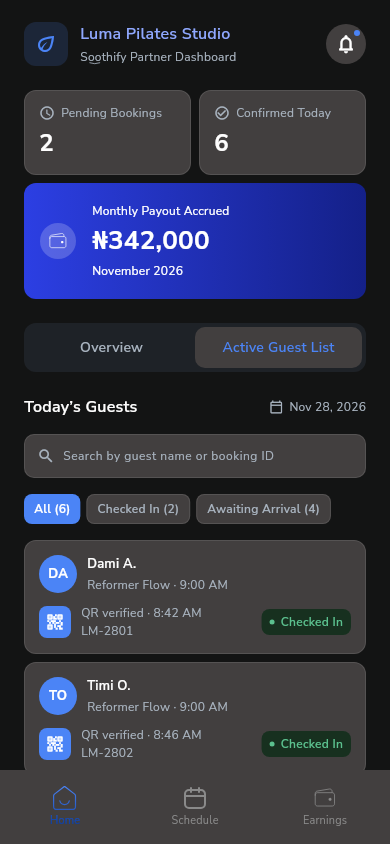 Luma Pilates Studio
Soothify Partner Dashboard
Pending Bookings
2
Confirmed Today
6
Monthly Payout Accrued
₦342,000
November 2026
Overview
Active Guest List
Today's Guests
Nov 28, 2026
Search by guest name or booking ID
All (6)
Checked In (2)
Awaiting Arrival (4)
DA
Dami A.
Reformer Flow · 9:00 AM
QR verified · 8:42 AM
LM-2801
Checked In
TO
Timi O.
Reformer Flow · 9:00 AM
QR verified · 8:46 AM
LM-2802
Checked In
Home
Schedule
Earnings